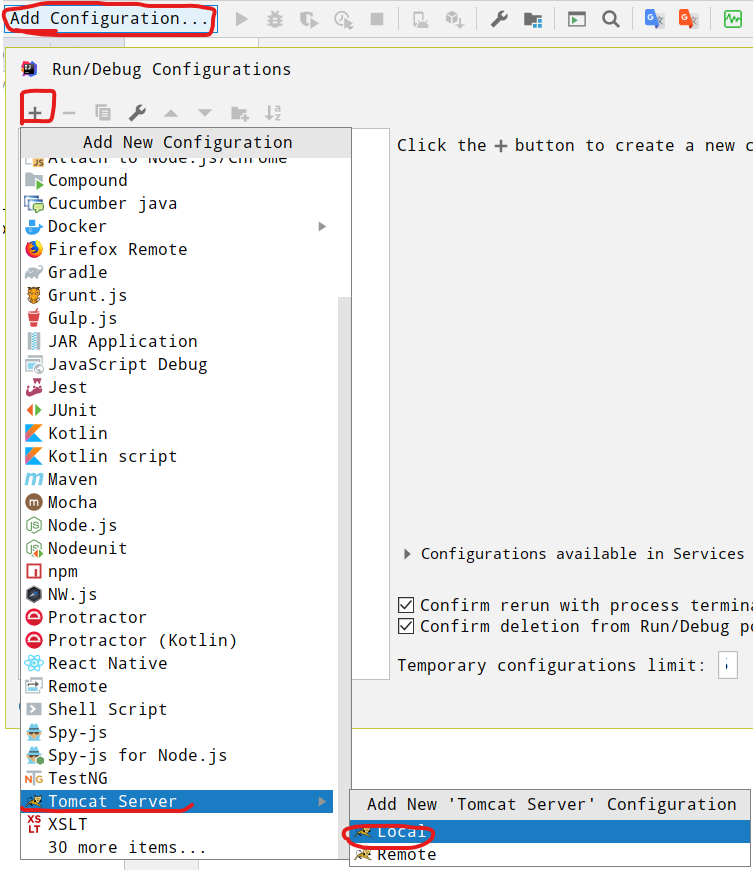 Add Configuration...
Run/Debug Configurations
Add New Configuration
Click the + button to create a new c
Attach to Node.js/Chrome
Compound
Cucumber java
Docker
Firefox Remote
Gradle
Grunt.js
Gulp.js
JAR Application
JavaScript Debug
Jest
JUnit
Kotlin
Kotlin script
Maven
Mocha
Node.js
Nodeunit
npm
NW.js
Protractor
Protractor (Kotlin)
React Native
Remote
Shell Script
Spy-js
Spy-js for Node.js
TestNG
Tomcat Server
XSLT
30 more items...
Configurations available in Services
Confirm rerun with process termina
Confirm deletion from Run/Debug po
Temporary configurations limit:
Add New 'Tomcat Server' Configuration
Local
Remote